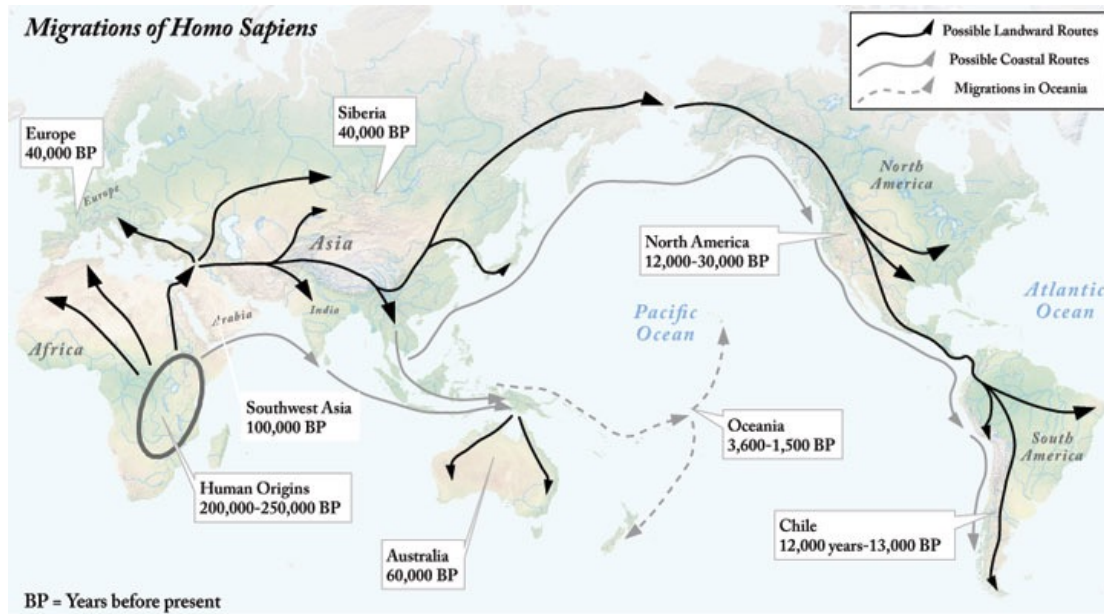 Migrations of Homo Sapiens
Possible Landward Routes
Possible Coastal Routes
Migrations in Oceania
Europe
40,000 BP
Siberia
40,000 BP
Europe
North
America
Asia
North America
12,000-30,000 BP
India
Arabia
Pacific
Ocean
Atlantic
Ocean
Africa
Southwest Asia
100,000 BP
Oceania
3,600-1,500 BP
South
America
Human Origins
200,000-250,000 BP
Chile
12,000 years-13,000 BP
Australia
60,000 BP
BP = Years before present